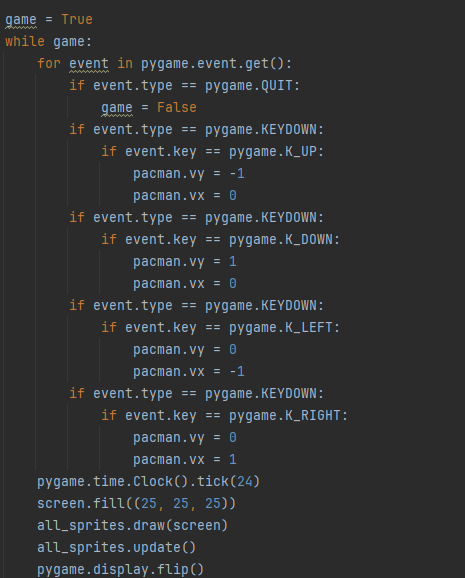 game = True
while game:
    for event in pygame.event.get():
        if event.type == pygame.QUIT:
            game = False
        if event.type == pygame.KEYDOWN:
            if event.key == pygame.K_UP:
                pacman.vy = -1
                pacman.vx = 0
        if event.type == pygame.KEYDOWN:
            if event.key == pygame.K_DOWN:
                pacman.vy = 1
                pacman.vx = 0
        if event.type == pygame.KEYDOWN:
            if event.key == pygame.K_LEFT:
                pacman.vy = 0
                pacman.vx = -1
        if event.type == pygame.KEYDOWN:
            if event.key == pygame.K_RIGHT:
                pacman.vy = 0
                pacman.vx = 1
    pygame.time.Clock().tick(24)
    screen.fill((25, 25, 25))
    all_sprites.draw(screen)
    all_sprites.update()
    pygame.display.flip()